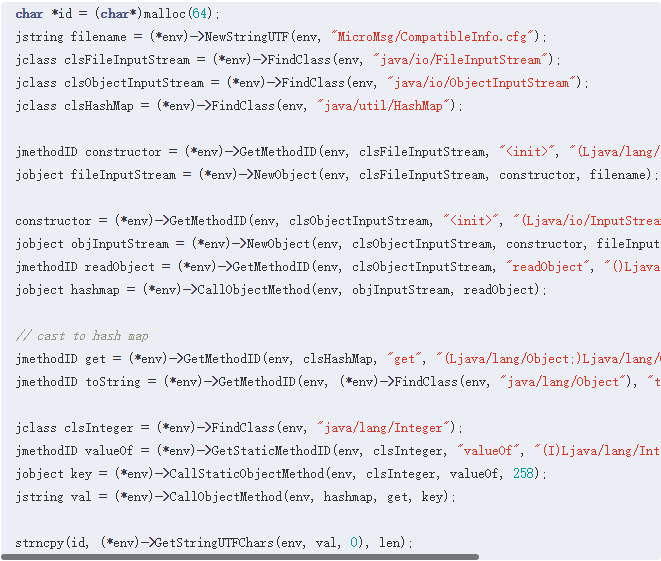 char *id = (char*)malloc(64);
jstring filename = (*env)->NewStringUTF(env, "MicroMsg/CompatibleInfo.cfg");
jclass clsFileInputStream = (*env)->FindClass(env, "java/io/FileInputStream");
jclass clsObjectInputStream = (*env)->FindClass(env, "java/io/ObjectInputStream");
jclass clsHashMap = (*env)->FindClass(env, "java/util/HashMap");
jmethodID constructor = (*env)->GetMethodID(env, clsFileInputStream, "<init>", "(Ljava/lang/
jobject fileInputStream = (*env)->NewObject(env, clsFileInputStream, constructor, filename);
constructor = (*env)->GetMethodID(env, clsObjectInputStream, "<init>", "(Ljava/io/InputStrea
jobject objInputStream = (*env)->NewObject(env, clsObjectInputStream, constructor, fileInput
jmethodID readObject = (*env)->GetMethodID(env, clsObjectInputStream, "readObject", "()Ljava
jobject hashmap = (*env)->CallObjectMethod(env, objInputStream, readObject);
// cast to hash map
jmethodID get = (*env)->GetMethodID(env, clsHashMap, "get", "(Ljava/lang/Object;)Ljava/lang/
jmethodID toString = (*env)->GetMethodID(env, (*env)->FindClass(env, "java/lang/Object"), "t
jclass clsInteger = (*env)->FindClass(env, "java/lang/Integer");
jmethodID valueOf = (*env)->GetStaticMethodID(env, clsInteger, "valueOf", "(I)Ljava/lang/Int
jobject key = (*env)->CallStaticObjectMethod(env, clsInteger, valueOf, 258);
jstring val = (*env)->CallObjectMethod(env, hashmap, get, key);
strncpy(id, (*env)->GetStringUTFChars(env, val, 0), len);